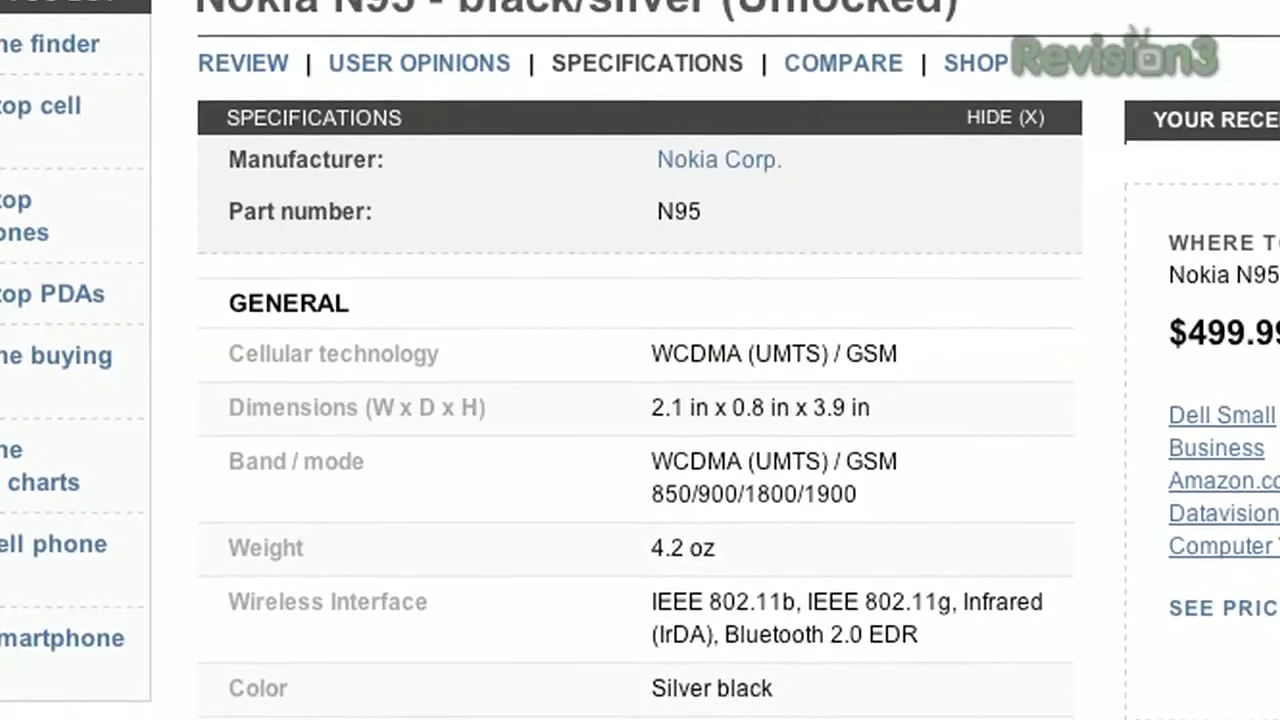 Nokia N95 - black/silver (Unlocked)
REVIEW | USER OPINIONS | SPECIFICATIONS | COMPARE | SHOP
Revision3
SPECIFICATIONS HIDE (X)
Manufacturer: Nokia Corp.
Part number: N95
GENERAL
Cellular technology WCDMA (UMTS) / GSM
Dimensions (W x D x H) 2.1 in x 0.8 in x 3.9 in
Band / mode WCDMA (UMTS) / GSM
850/900/1800/1900
Weight 4.2 oz
Wireless Interface IEEE 802.11b, IEEE 802.11g, Infrared
(IrDA), Bluetooth 2.0 EDR
Color Silver black
ne finder
top cell
top
ones
top PDAs
ne buying
ne
charts
ell phone
martphone
YOUR RECE
WHERE T
Nokia N95
$499.99
Dell Small
Business
Amazon.co
Datavision
Computer
SEE PRIC